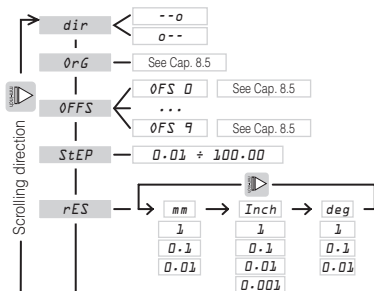 dir
--o
o--
OrG
See Cap. 8.5
OFFS
OFS 0 See Cap. 8.5
...
OFS 9 See Cap. 8.5
StEP
0.01 ÷ 100.00
rES
mm Inch deg
1 1 1
0.1 0.1 0.1
0.01 0.01 0.01
0.001
Scrolling direction